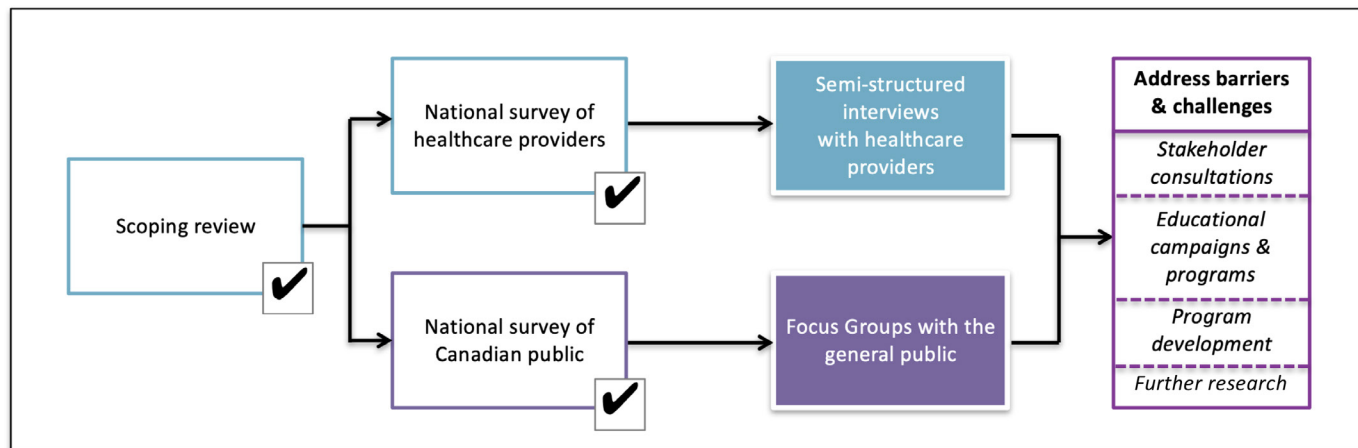 Scoping review
National survey of
healthcare providers
National survey of
Canadian public
Semi-structured
interviews
with healthcare
providers
Focus Groups with the
general public
Address barriers
& challenges
Stakeholder
consultations
Educational
campaigns &
programs
Program
development
Further research